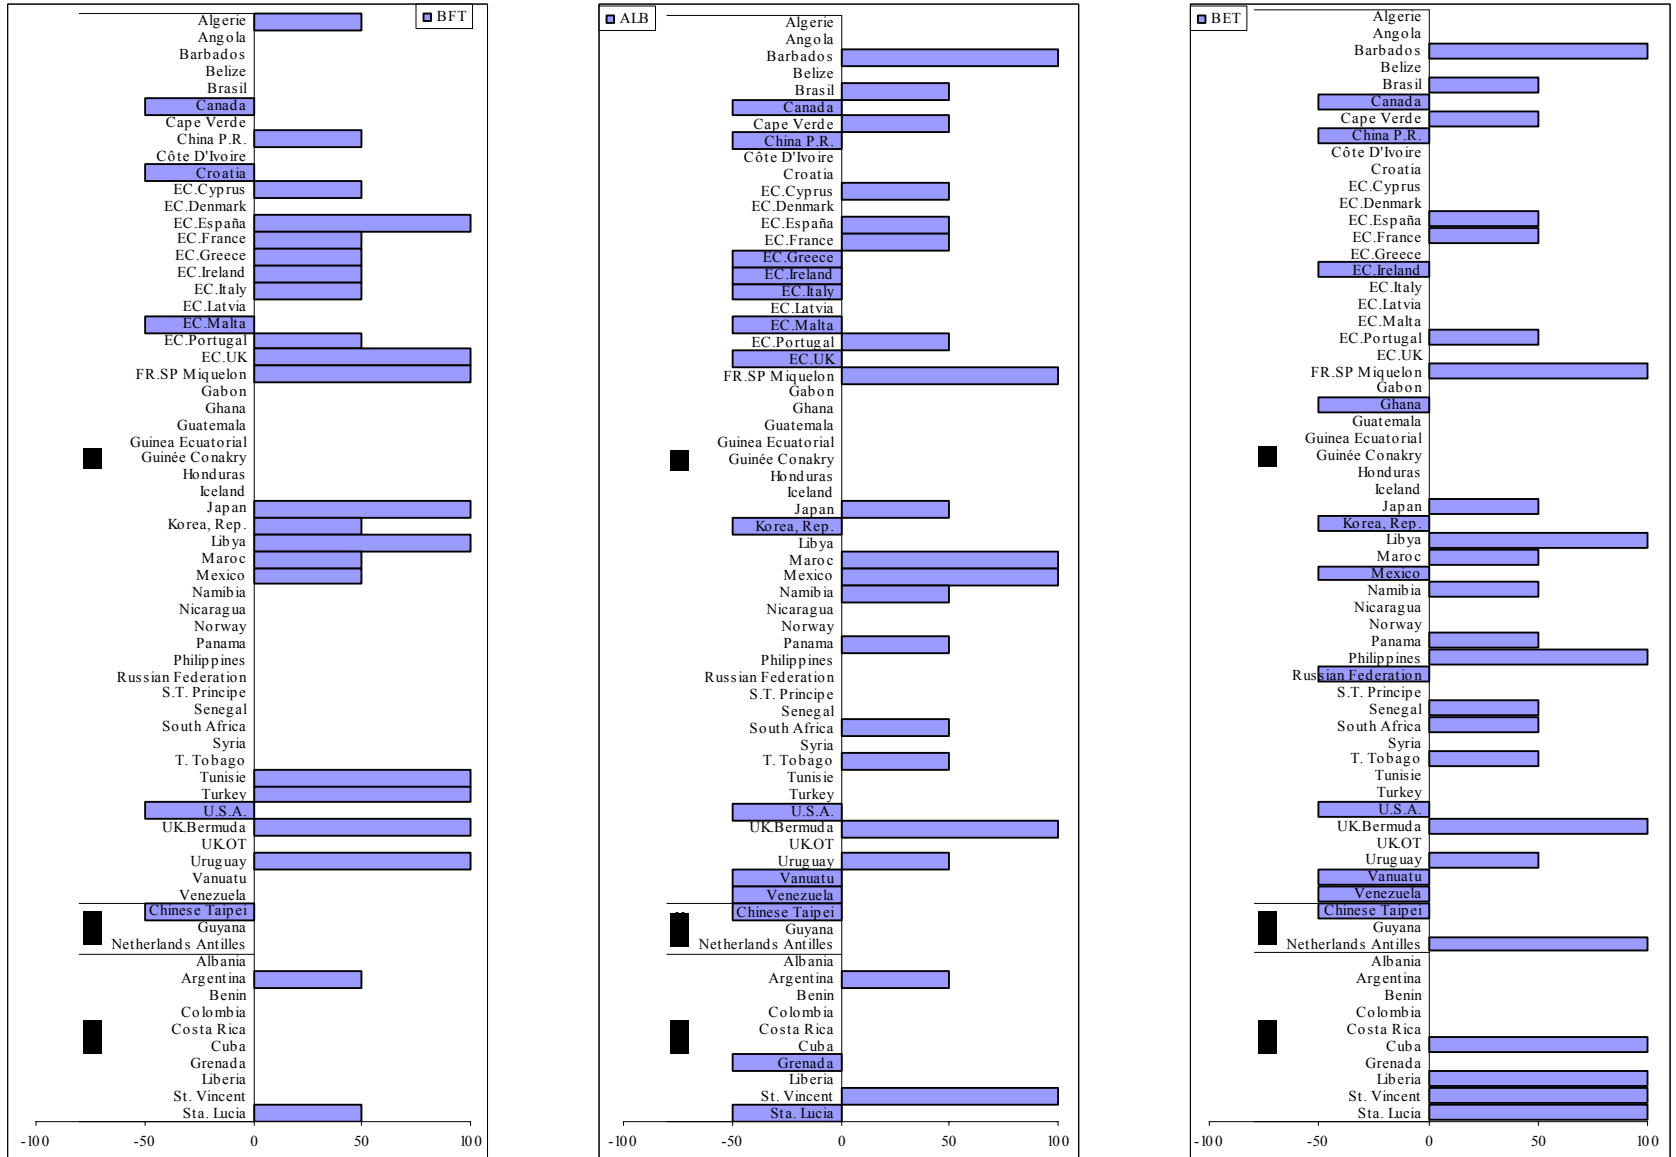 BFT
Algerie
Angola
Barbados
Belize
Brasil
Canada
Cape Verde
China P.R.
Côte D'Ivoire
Croatia
EC.Cyprus
EC.Denmark
EC.España
EC.France
EC.Greece
EC.Ireland
EC.Italy
EC.Latvia
EC.Malta
EC.Portugal
EC.UK
FR.SP Miquelon
Gabon
Ghana
Guatemala
Guinea Ecuatorial
Guinée Conakry
Honduras
Iceland
Japan
Korea, Rep.
Libya
Maroc
Mexico
Namibia
Nicaragua
Norway
Panama
Philippines
Russian Federation
S.T. Principe
Senegal
South Africa
Syria
T. Tobago
Tunisie
Turkey
U.S.A.
UK.Bermuda
UK.OT
Uruguay
Vanuatu
Venezuela
Chinese Taipei
Guyana
Netherlands Antilles
Albania
Argentina
Benin
Colombia
Costa Rica
Cuba
Grenada
Liberia
St. Vincent
Sta. Lucia
-100 -50 0 50 100
ALB
Algerie
Angola
Barbados
Belize
Brasil
Canada
Cape Verde
China P.R.
Côte D'Ivoire
Croatia
EC.Cyprus
EC.Denmark
EC.España
EC.France
EC.Greece
EC.Ireland
EC.Italy
EC.Latvia
EC.Malta
EC.Portugal
EC.UK
FR.SP Miquelon
Gabon
Ghana
Guatemala
Guinea Ecuatorial
Guinée Conakry
Honduras
Iceland
Japan
Korea, Rep.
Libya
Maroc
Mexico
Namibia
Nicaragua
Norway
Panama
Philippines
Russian Federation
S.T. Principe
Senegal
South Africa
Syria
T. Tobago
Tunisie
Turkey
U.S.A.
UK.Bermuda
UK.OT
Uruguay
Vanuatu
Venezuela
Chinese Taipei
Guyana
Netherlands Antilles
Albania
Argentina
Benin
Colombia
Costa Rica
Cuba
Grenada
Liberia
St. Vincent
Sta. Lucia
-100 -50 0 50 100
BET
Algerie
Angola
Barbados
Belize
Brasil
Canada
Cape Verde
China P.R.
Côte D'Ivoire
Croatia
EC.Cyprus
EC.Denmark
EC.España
EC.France
EC.Greece
EC.Ireland
EC.Italy
EC.Latvia
EC.Malta
EC.Portugal
EC.UK
FR.SP Miquelon
Gabon
Ghana
Guatemala
Guinea Ecuatorial
Guinée Conakry
Honduras
Iceland
Japan
Korea, Rep.
Libya
Maroc
Mexico
Namibia
Nicaragua
Norway
Panama
Philippines
Russian Federation
S.T. Principe
Senegal
South Africa
Syria
T. Tobago
Tunisie
Turkey
U.S.A.
UK.Bermuda
UK.OT
Uruguay
Vanuatu
Venezuela
Chinese Taipei
Guyana
Netherlands Antilles
Albania
Argentina
Benin
Colombia
Costa Rica
Cuba
Grenada
Liberia
St. Vincent
Sta. Lucia
-100 -50 0 50 100